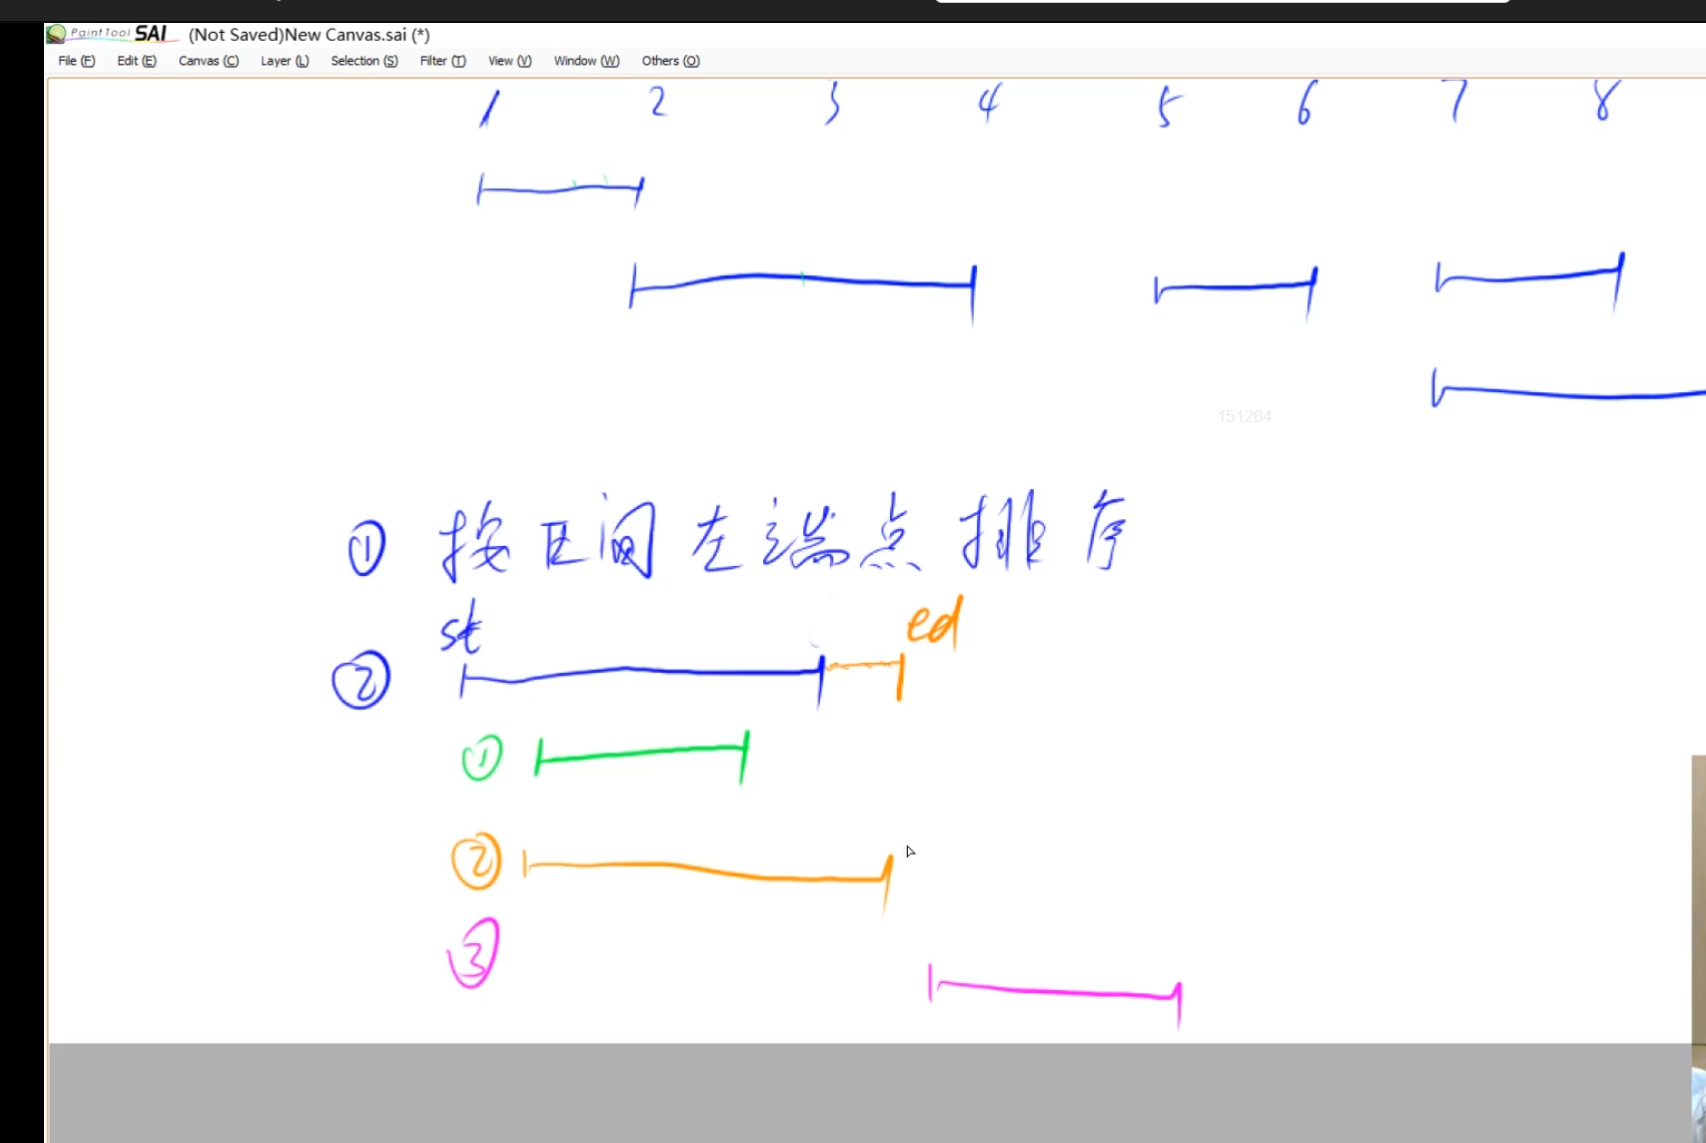 PaintTool SAI (Not Saved)New Canvas.sai (*)
File (F) Edit (E) Canvas (C) Layer (L) Selection (S) Filter (T) View (V) Window (W) Others (O)
1 2 3 4 5 6 7 8
151264
① 按区间左端点排序
st ed
②
①
②
③